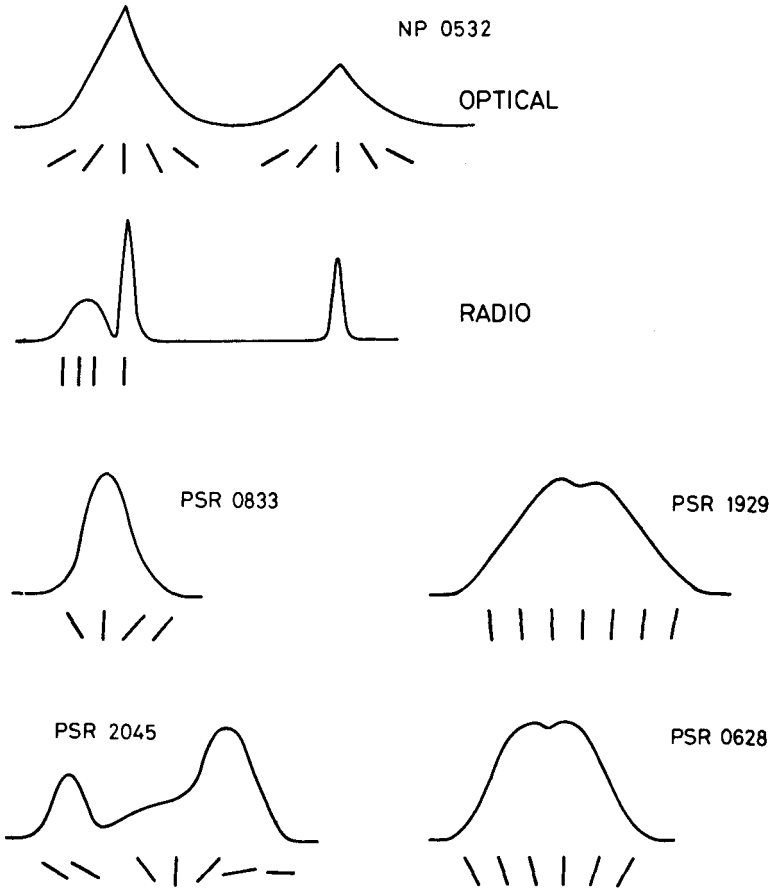 NP 0532
OPTICAL
RADIO
PSR 0833
PSR 1929
PSR 2045
PSR 0628